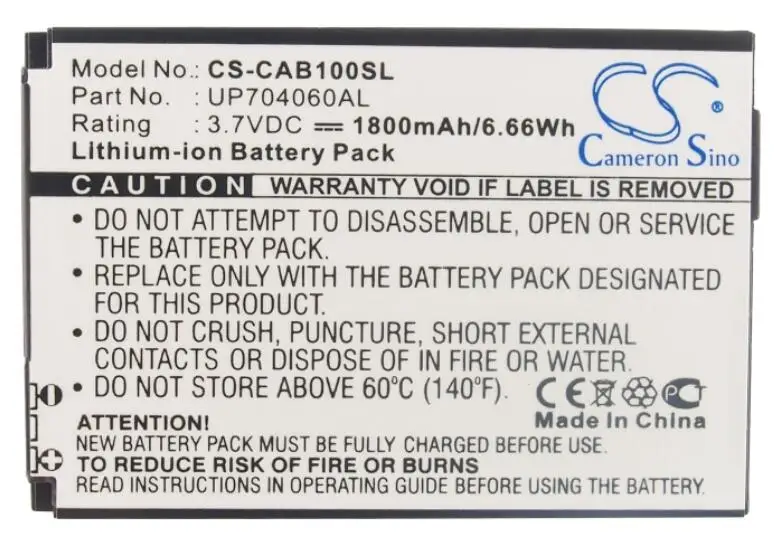 Model No.: CS-CAB100SL
Part No. : UP704060AL
Rating : 3.7VDC ⎓ 1800mAh/6.66Wh
Lithium-ion Battery Pack
CS
®
Cameron Sino
CAUTION WARRANTY VOID IF LABEL IS REMOVED
• DO NOT ATTEMPT TO DISASSEMBLE, OPEN OR SERVICE
THE BATTERY PACK.
• REPLACE ONLY WITH THE BATTERY PACK DESIGNATED
FOR THIS PRODUCT.
• DO NOT CRUSH, PUNCTURE, SHORT EXTERNAL
CONTACTS OR DISPOSE OF IN FIRE OR WATER.
• DO NOT STORE ABOVE 60°C (140°F).
CE PCT
Made In China
ATTENTION!
NEW BATTERY PACK MUST BE FULLY CHARGED BEFORE USE
TO REDUCE RISK OF FIRE OR BURNS
READ INSTRUCTIONS IN OPERATING GUIDE BEFORE USING BATTERY.